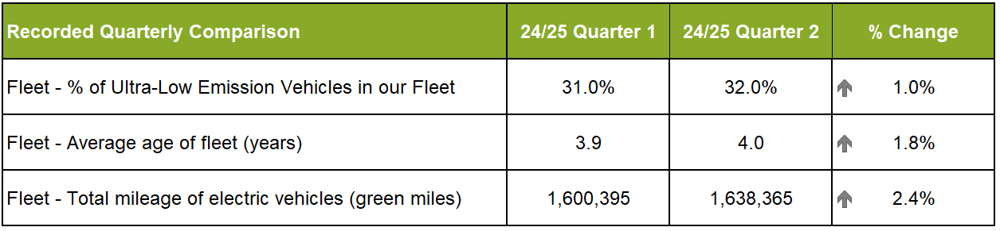 Recorded Quarterly Comparison 24/25 Quarter 1 24/25 Quarter 2 % Change
Fleet - % of Ultra-Low Emission Vehicles in our Fleet 31.0% 32.0% 1.0%
Fleet - Average age of fleet (years) 3.9 4.0 1.8%
Fleet - Total mileage of electric vehicles (green miles) 1,600,395 1,638,365 2.4%